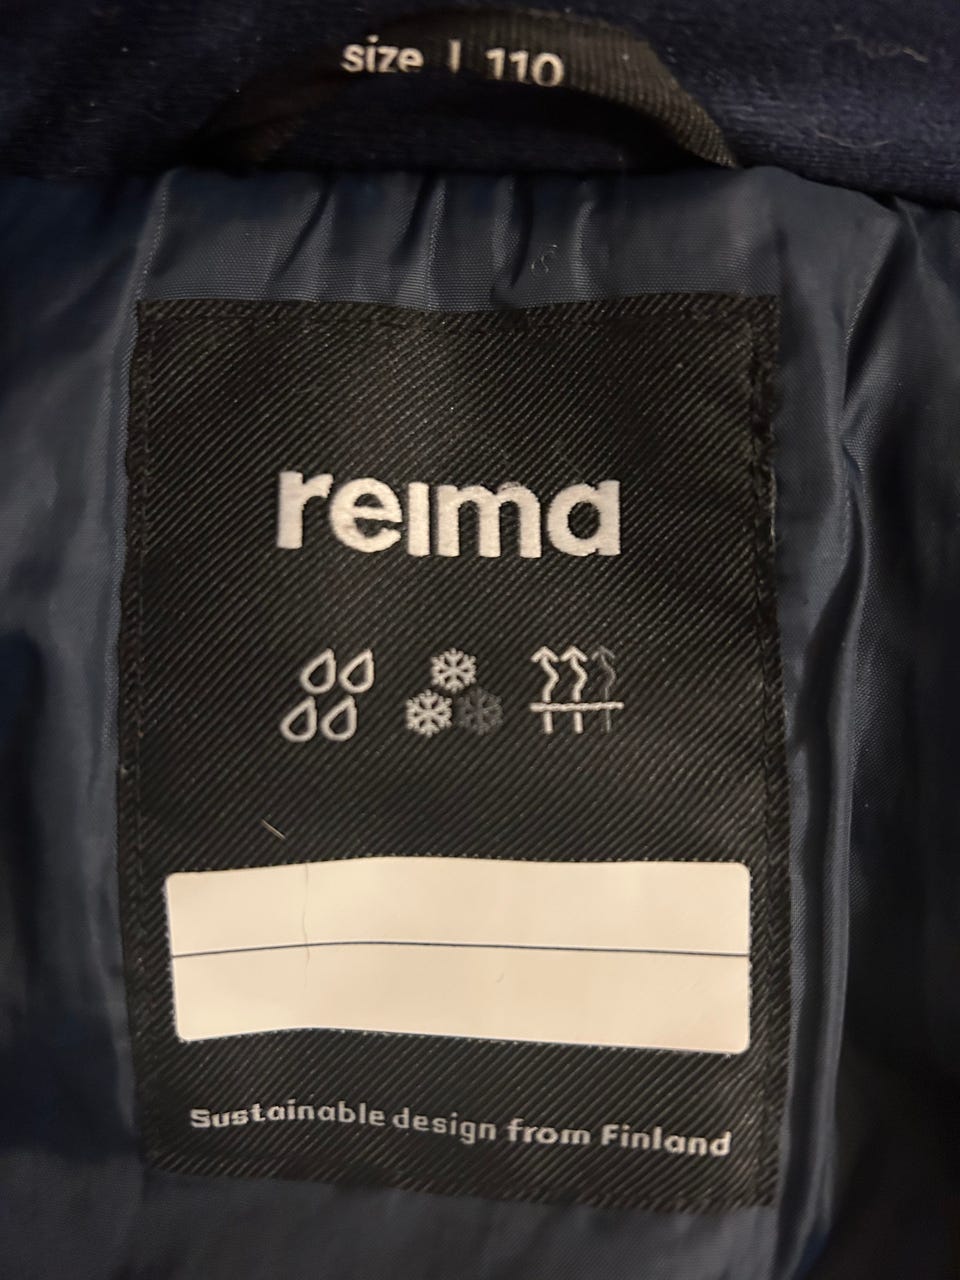 size | 110
reima
Sustainable design from Finland